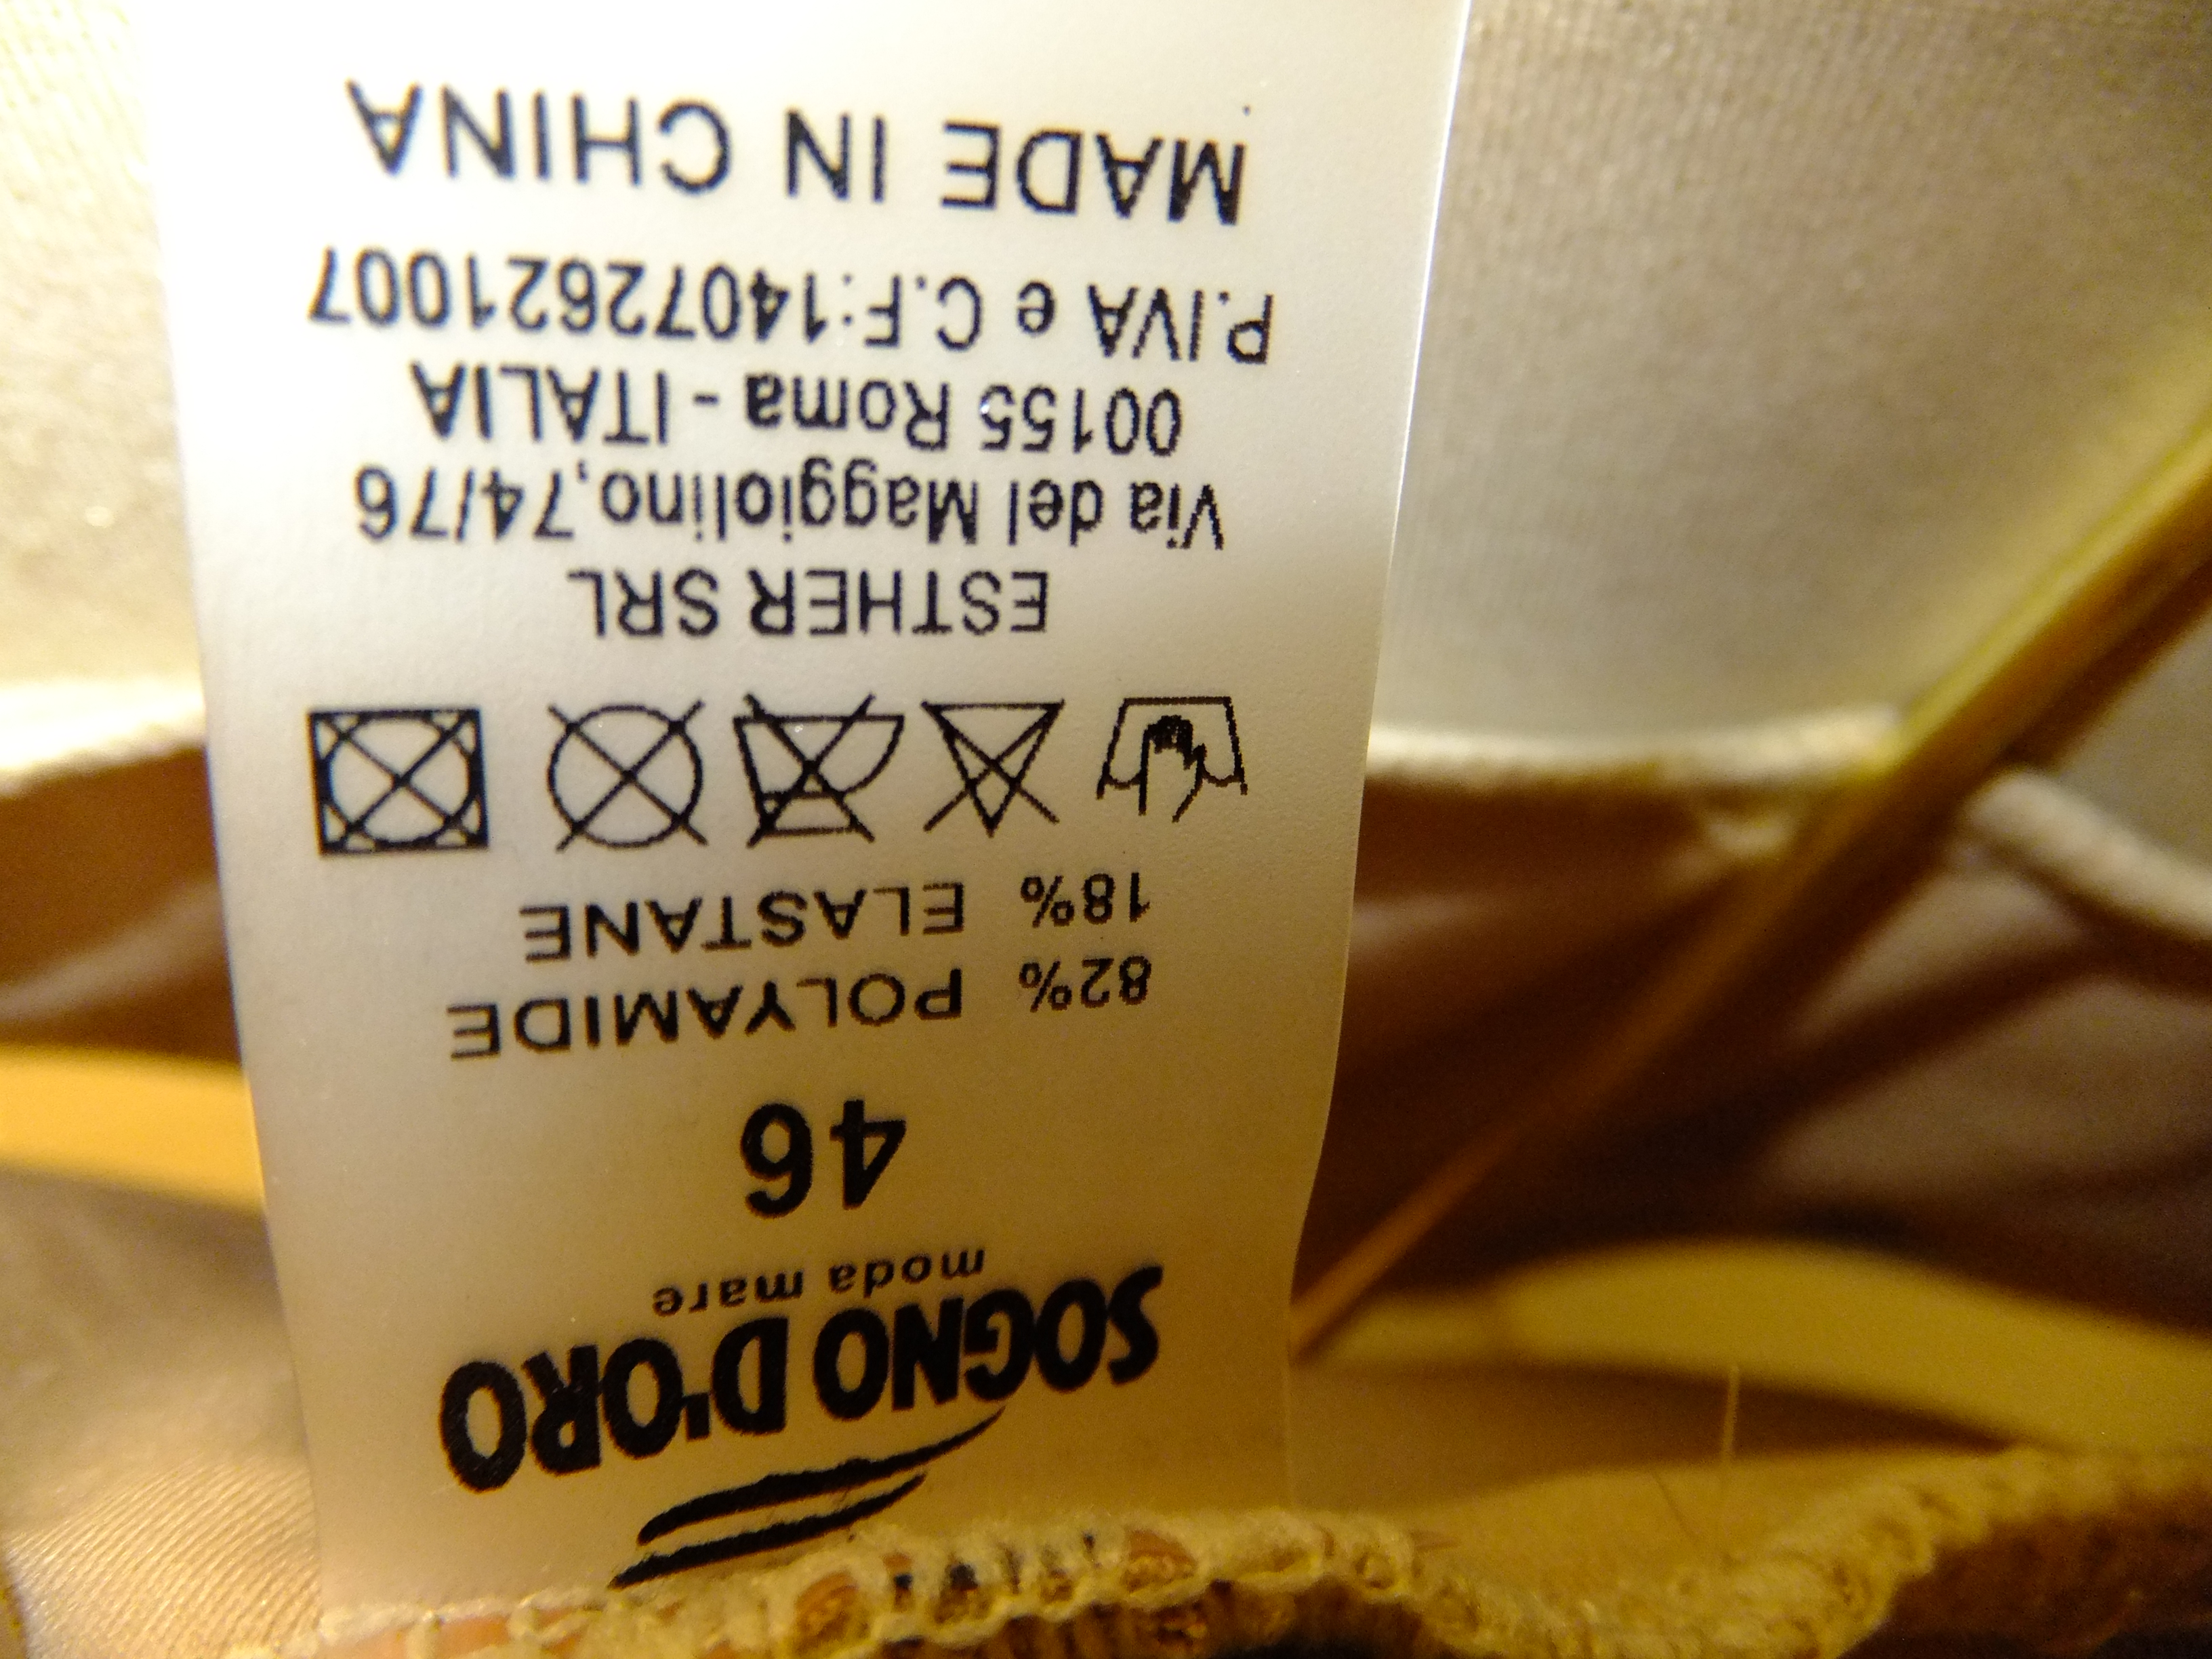 SOGNO D'ORO
moda mare
46
82% POLYAMIDE
18% ELASTANE
ESTHER SRL
Via del Maggiolino,74/76
00155 Roma - ITALIA
P.IVA e C.F.:14072621007
MADE IN CHINA